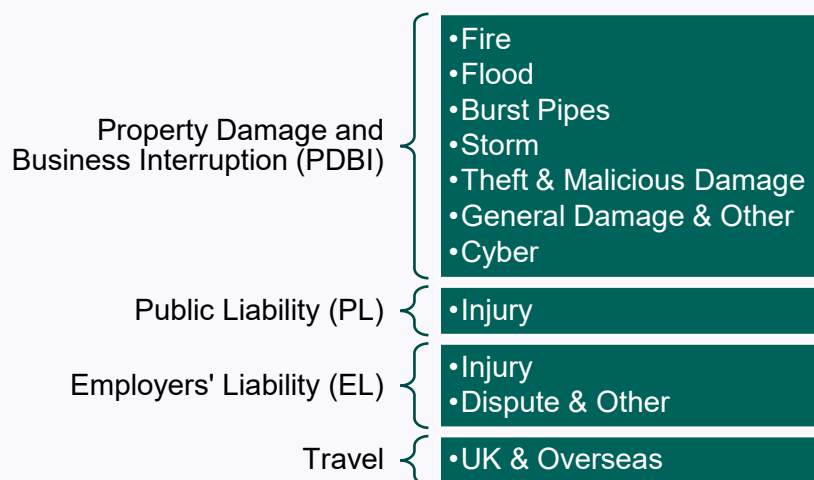 Property Damage and
Business Interruption (PDBI)
•Fire
•Flood
•Burst Pipes
•Storm
•Theft & Malicious Damage
•General Damage & Other
•Cyber
Public Liability (PL)
•Injury
Employers' Liability (EL)
•Injury
•Dispute & Other
Travel
•UK & Overseas